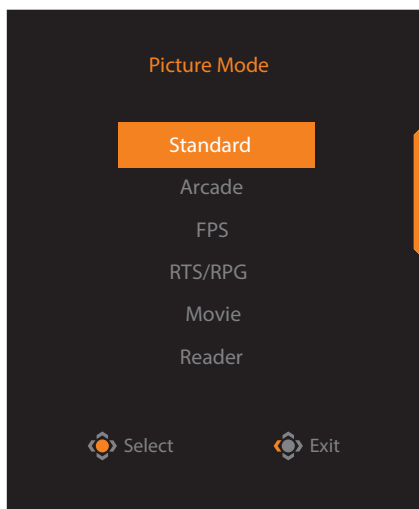 Picture Mode
Standard
Arcade
FPS
RTS/RPG
Movie
Reader
Select Exit